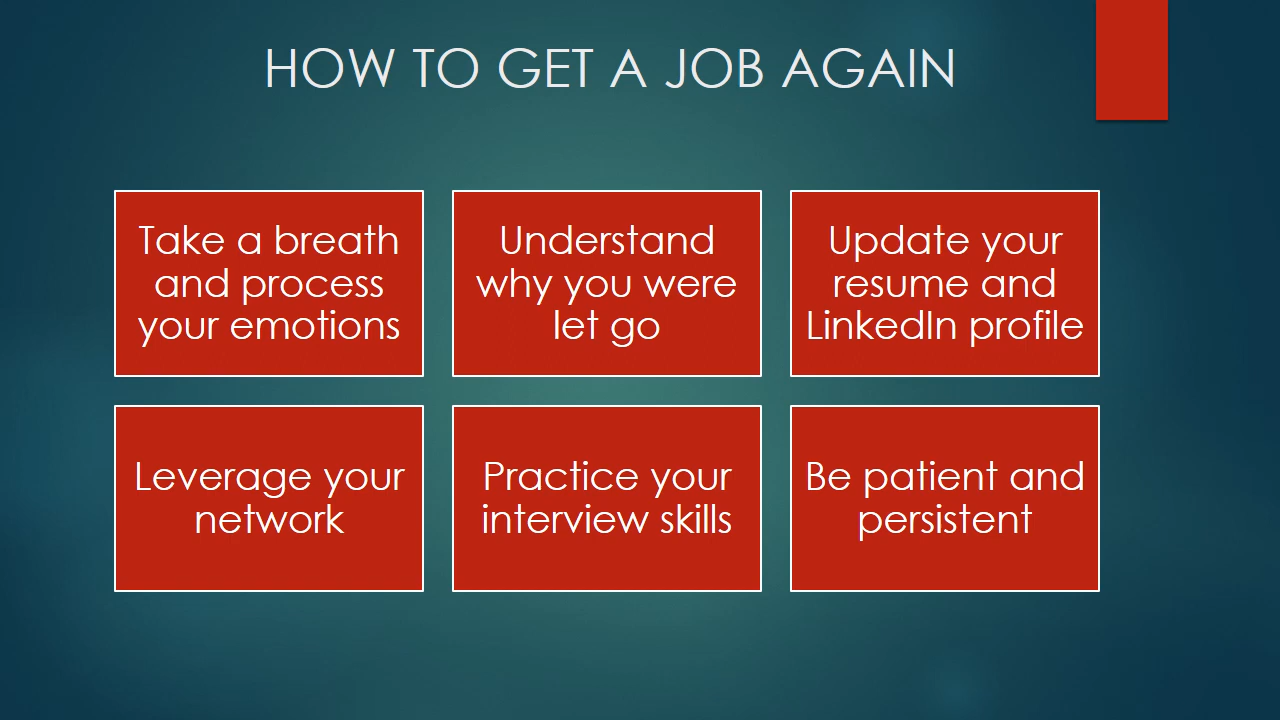 HOW TO GET A JOB AGAIN
Take a breath
and process
your emotions
Understand
why you were
let go
Update your
resume and
LinkedIn profile
Leverage your
network
Practice your
interview skills
Be patient and
persistent